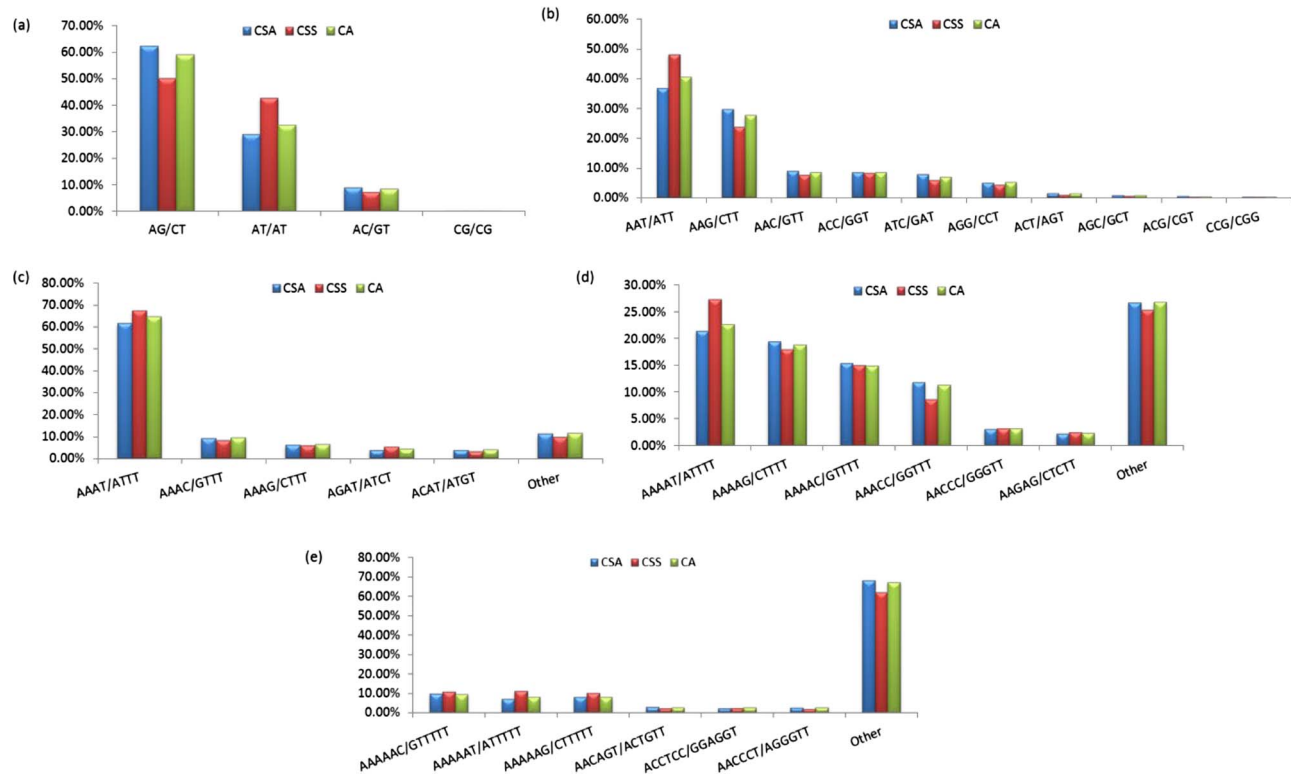 (a)
CSA CSS CA
70.00%
60.00%
50.00%
40.00%
30.00%
20.00%
10.00%
0.00%
AG/CT AT/AT AC/GT CG/CG
(b)
CSA CSS CA
60.00%
50.00%
40.00%
30.00%
20.00%
10.00%
0.00%
AAT/ATT AAG/CTT AAC/GTT ACC/GGT ATC/GAT AGG/CCT ACT/AGT AGC/GCT ACG/CGT CCG/CGG
(c)
CSA CSS CA
80.00%
70.00%
60.00%
50.00%
40.00%
30.00%
20.00%
10.00%
0.00%
AAAT/ATTT AAAC/GTTT AAAG/CTTT AGAT/ATCT ACAT/ATGT Other
(d)
CSA CSS CA
30.00%
25.00%
20.00%
15.00%
10.00%
5.00%
0.00%
AAAAT/ATTTT AAAAG/CTTTT AAAAC/GTTTT AAACC/GGTTT AACCC/GGGTT AAGAG/CTCTT Other
(e)
CSA CSS CA
80.00%
70.00%
60.00%
50.00%
40.00%
30.00%
20.00%
10.00%
0.00%
AAAAAC/GTTTTT AAAAAT/ATTTTT AAAAAG/CTTTTT AACAGT/ACTGTT ACCTCC/GGAGGT AACCCT/AGGGTT Other